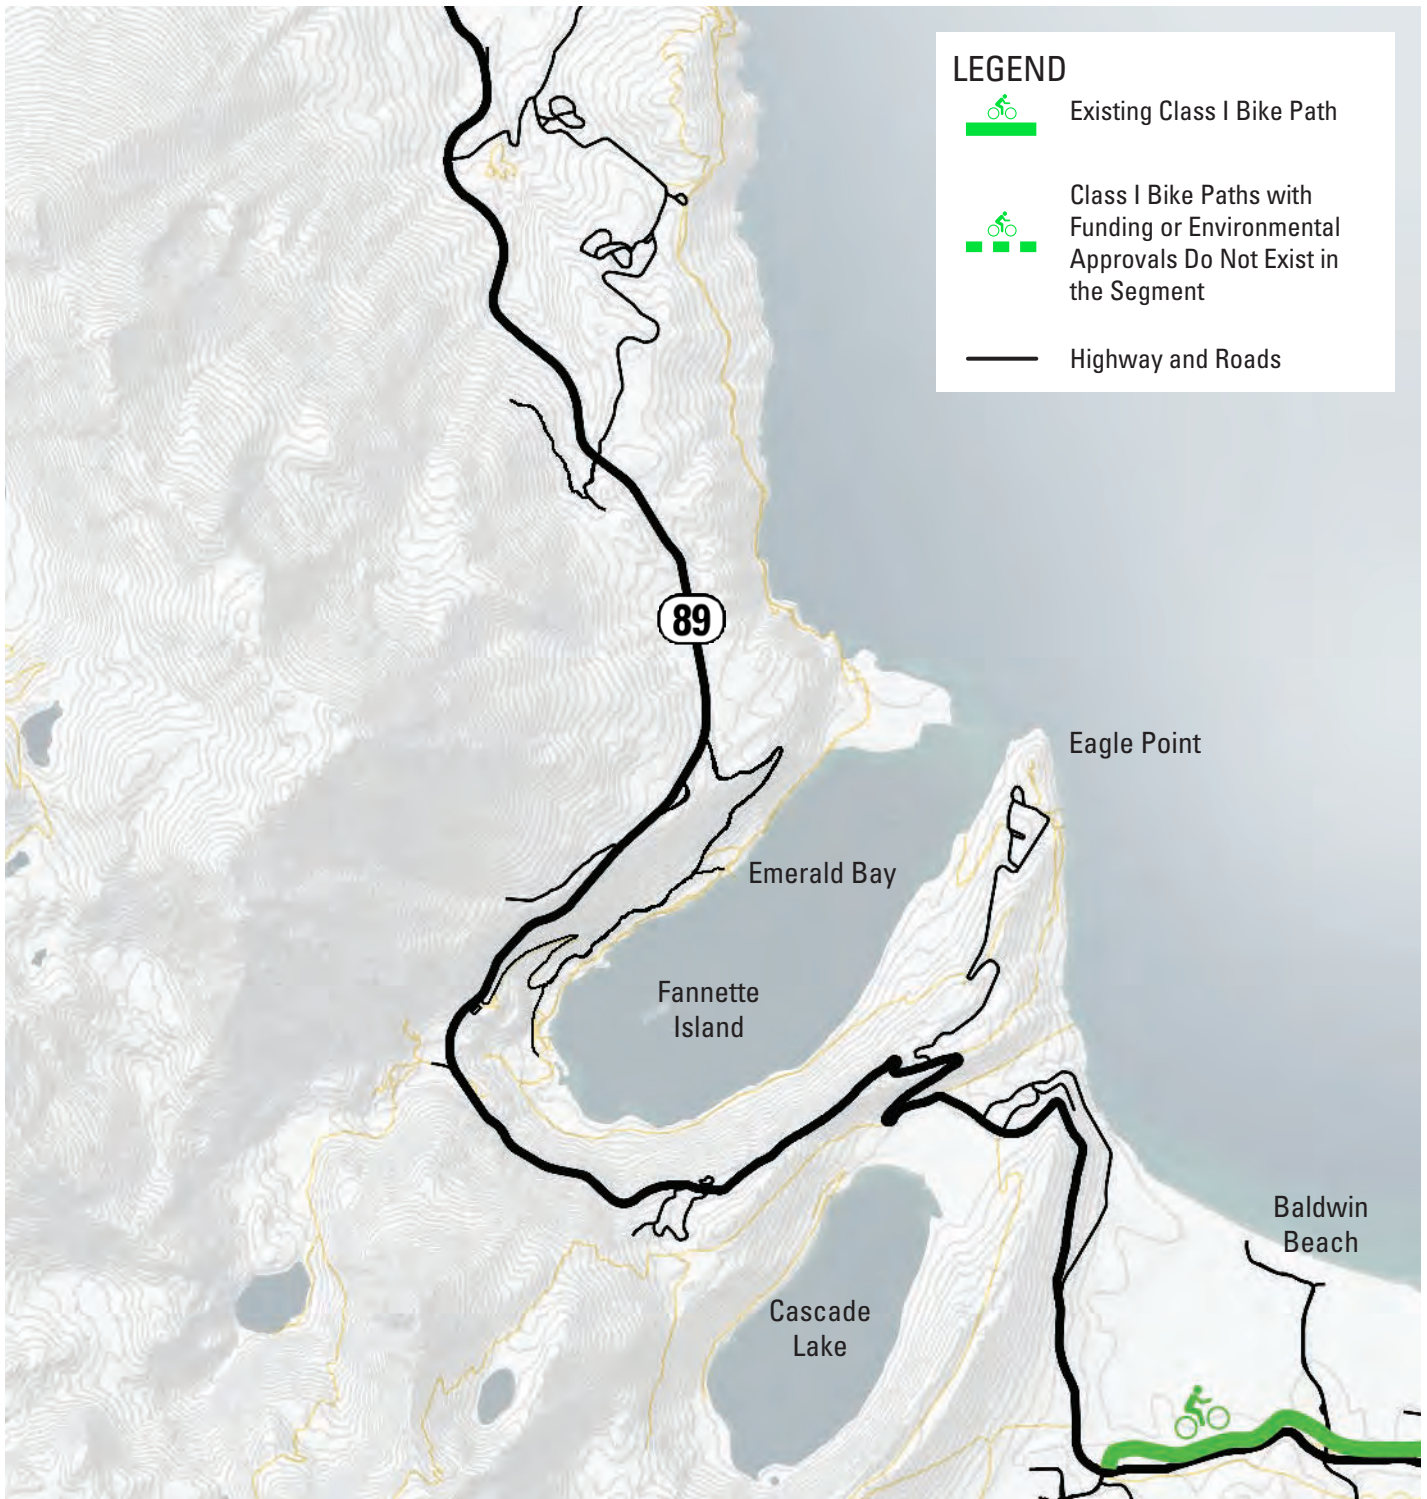 LEGEND
Existing Class I Bike Path
Class I Bike Paths with
Funding or Environmental
Approvals Do Not Exist in
the Segment
Highway and Roads
89
Eagle Point
Emerald Bay
Fannette
Island
Baldwin
Beach
Cascade
Lake